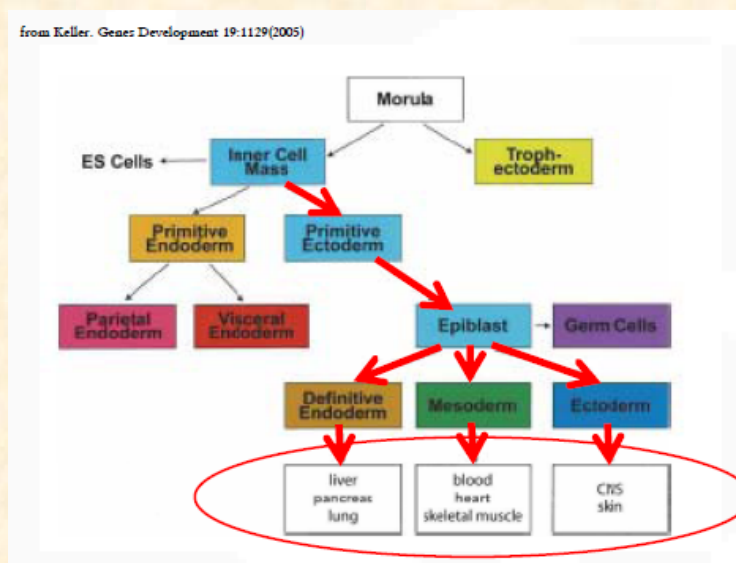 from Keller. Genes Development 19:1129(2005)
Morula
ES Cells
Inner Cell
Mass
Troph-
ectoderm
Primitive
Endoderm
Primitive
Ectoderm
Parietal
Endoderm
Visceral
Endoderm
Epiblast
Germ Cells
Definitive
Endoderm
Mesoderm
Ectoderm
liver
pancreas
lung
blood
heart
skeletal muscle
CNS
skin